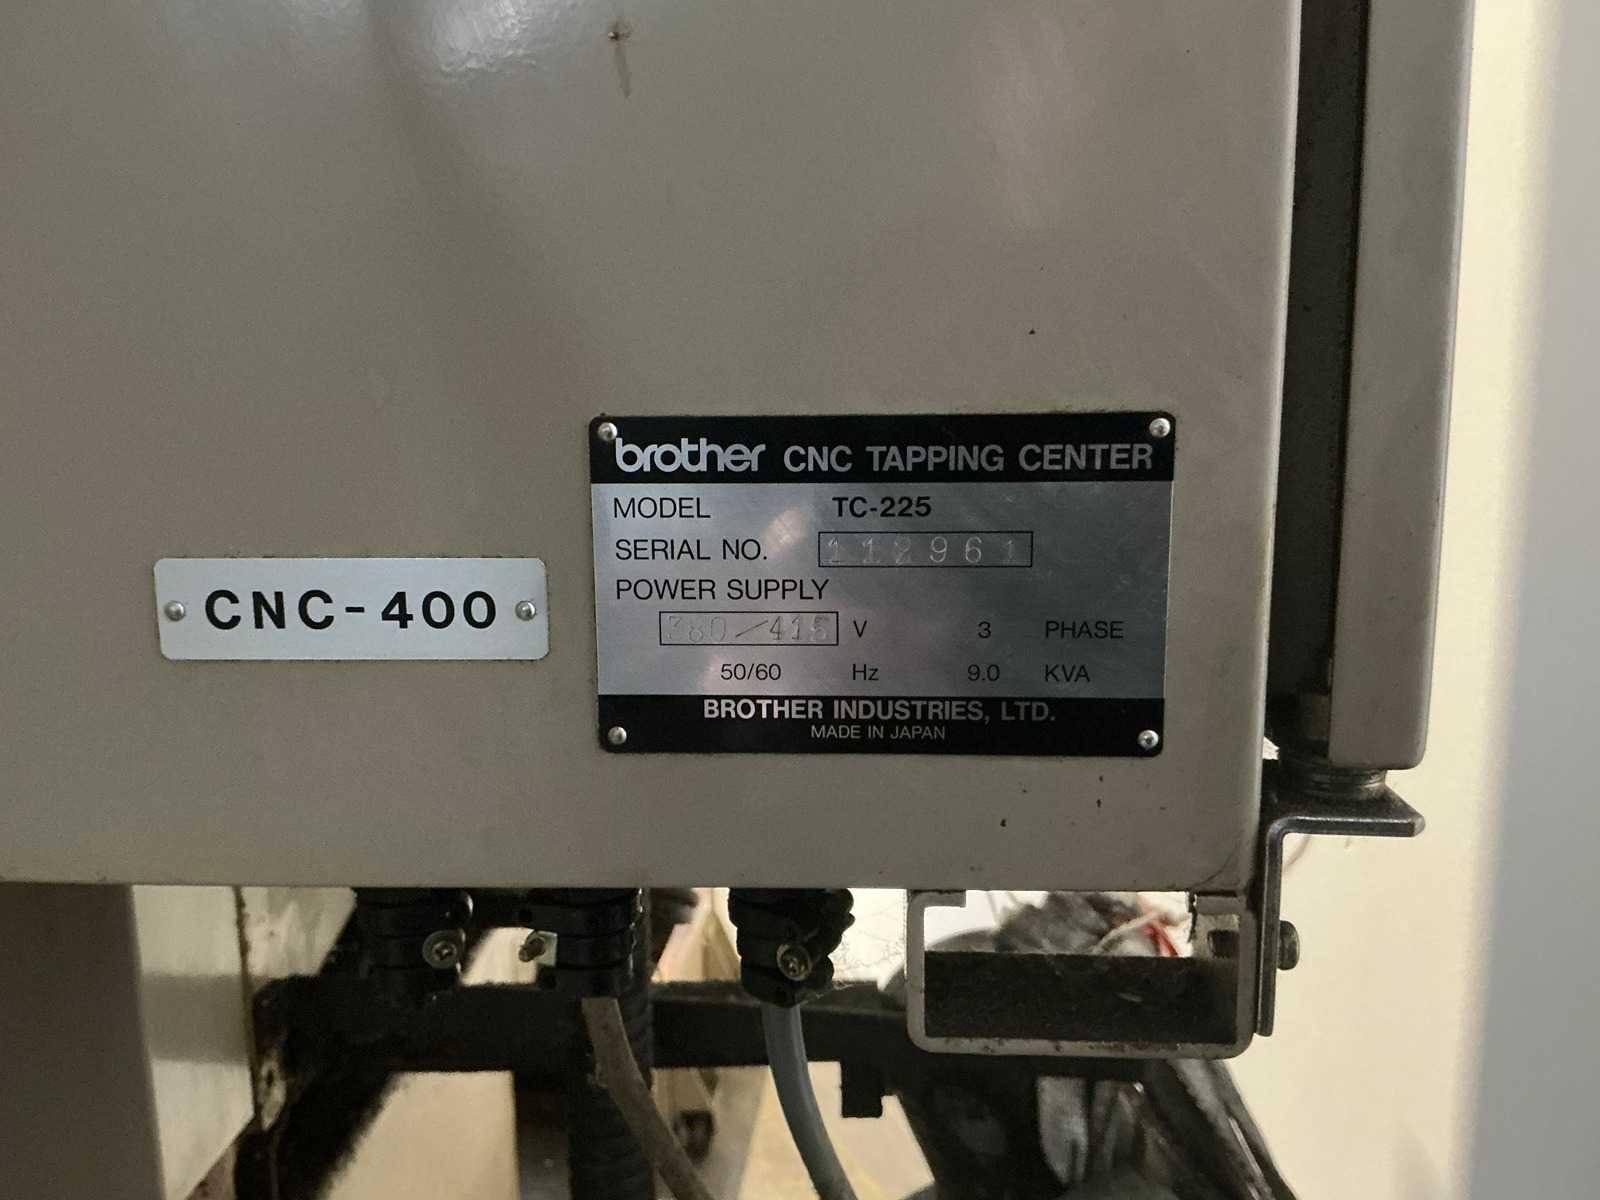 brother CNC TAPPING CENTER
MODEL TC-225
SERIAL NO. 112961
POWER SUPPLY
380/415 V 3 PHASE
50/60 Hz 9.0 KVA
BROTHER INDUSTRIES, LTD.
MADE IN JAPAN
CNC-400